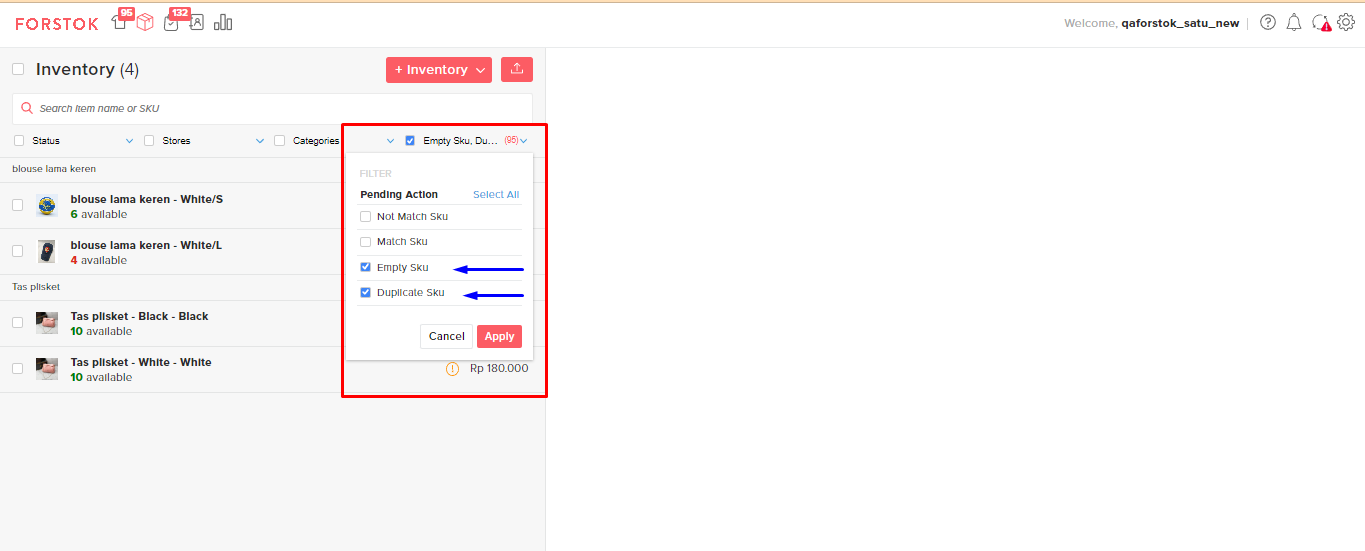 FORSTOK
95
132
Welcome, qaforstok_satu_new
Inventory (4)
+ Inventory
Search item name or SKU
Status
Stores
Categories
Empty Sku, Du... (95)
blouse lama keren
blouse lama keren - White/S
6 available
blouse lama keren - White/L
4 available
Tas plisket
Tas plisket - Black - Black
10 available
Tas plisket - White - White
10 available
Rp 180.000
FILTER
Pending Action
Select All
Not Match Sku
Match Sku
Empty Sku
Duplicate Sku
Cancel
Apply